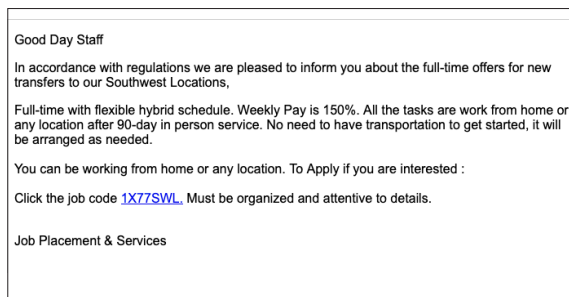 Good Day Staff
In accordance with regulations we are pleased to inform you about the full-time offers for new
transfers to our Southwest Locations,
Full-time with flexible hybrid schedule. Weekly Pay is 150%. All the tasks are work from home or
any location after 90-day in person service. No need to have transportation to get started, it will
be arranged as needed.
You can be working from home or any location. To Apply if you are interested :
Click the job code 1X77SWL. Must be organized and attentive to details.
Job Placement & Services